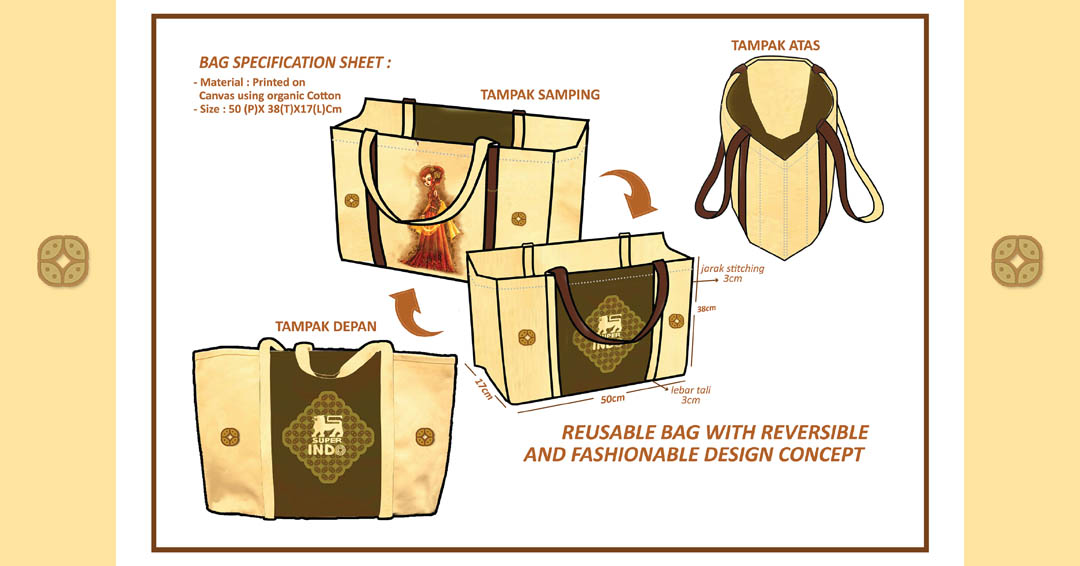 BAG SPECIFICATION SHEET :
- Material : Printed on
Canvas using organic Cotton
- Size : 50 (P)X 38(T)X17(L)Cm
TAMPAK SAMPING
TAMPAK ATAS
jarak stitching
3cm
38cm
SUPER
INDO
lebar tali
3cm
50cm
17cm
TAMPAK DEPAN
SUPER
INDO
REUSABLE BAG WITH REVERSIBLE
AND FASHIONABLE DESIGN CONCEPT